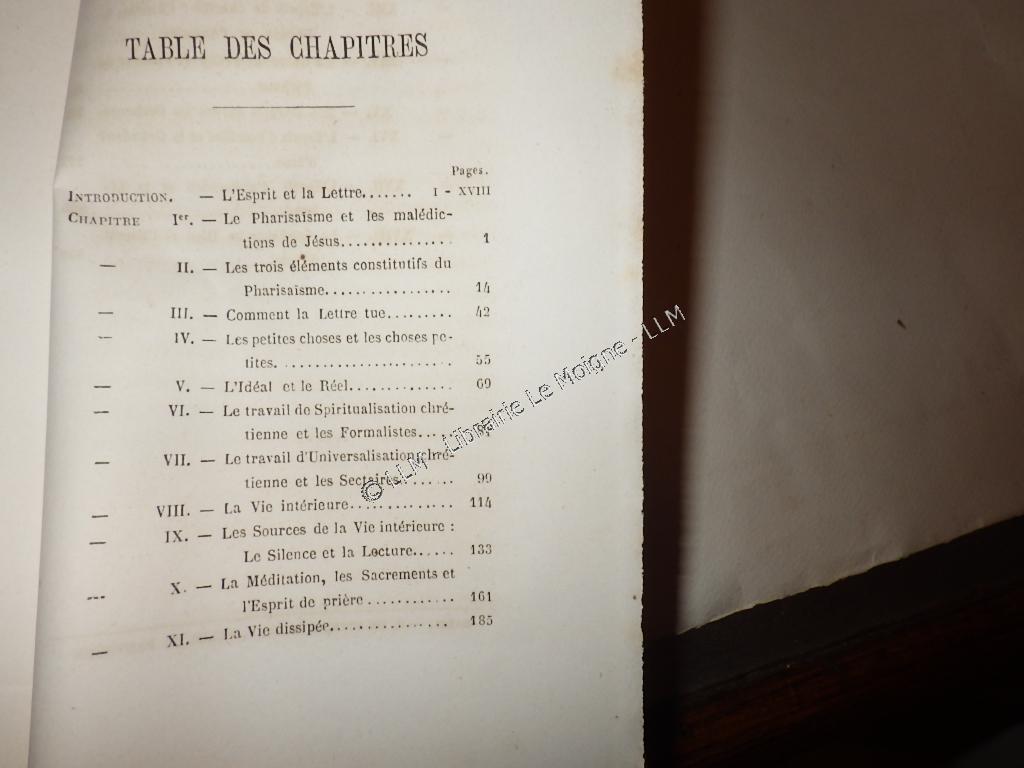 TABLE DES CHAPITRES
Pages.
INTRODUCTION. — L'Esprit et la Lettre....... I - XVIII
CHAPITRE Ier. — Le Pharisaïsme et les malédic-
tions de Jésus............... 1
— II. — Les trois éléments constitutifs du
Pharisaïsme................. 14
— III. — Comment la Lettre tue......... 42
— IV. — Les petites choses et les choses pe-
tites....................... 55
— V. — L'Idéal et le Réel.............. 69
— VI. — Le travail de Spiritualisation chré-
tienne et les Formalistes.....
— VII. — Le travail d'Universalisation chré-
tienne et les Sectaires....... 99
— VIII. — La Vie intérieure.............. 114
— IX. — Les Sources de la Vie intérieure :
Le Silence et la Lecture...... 133
— X. — La Méditation, les Sacrements et
l'Esprit de prière............ 161
— XI. — La Vie dissipée................ 185
© LLM - Librairie Le Moigne - LLM